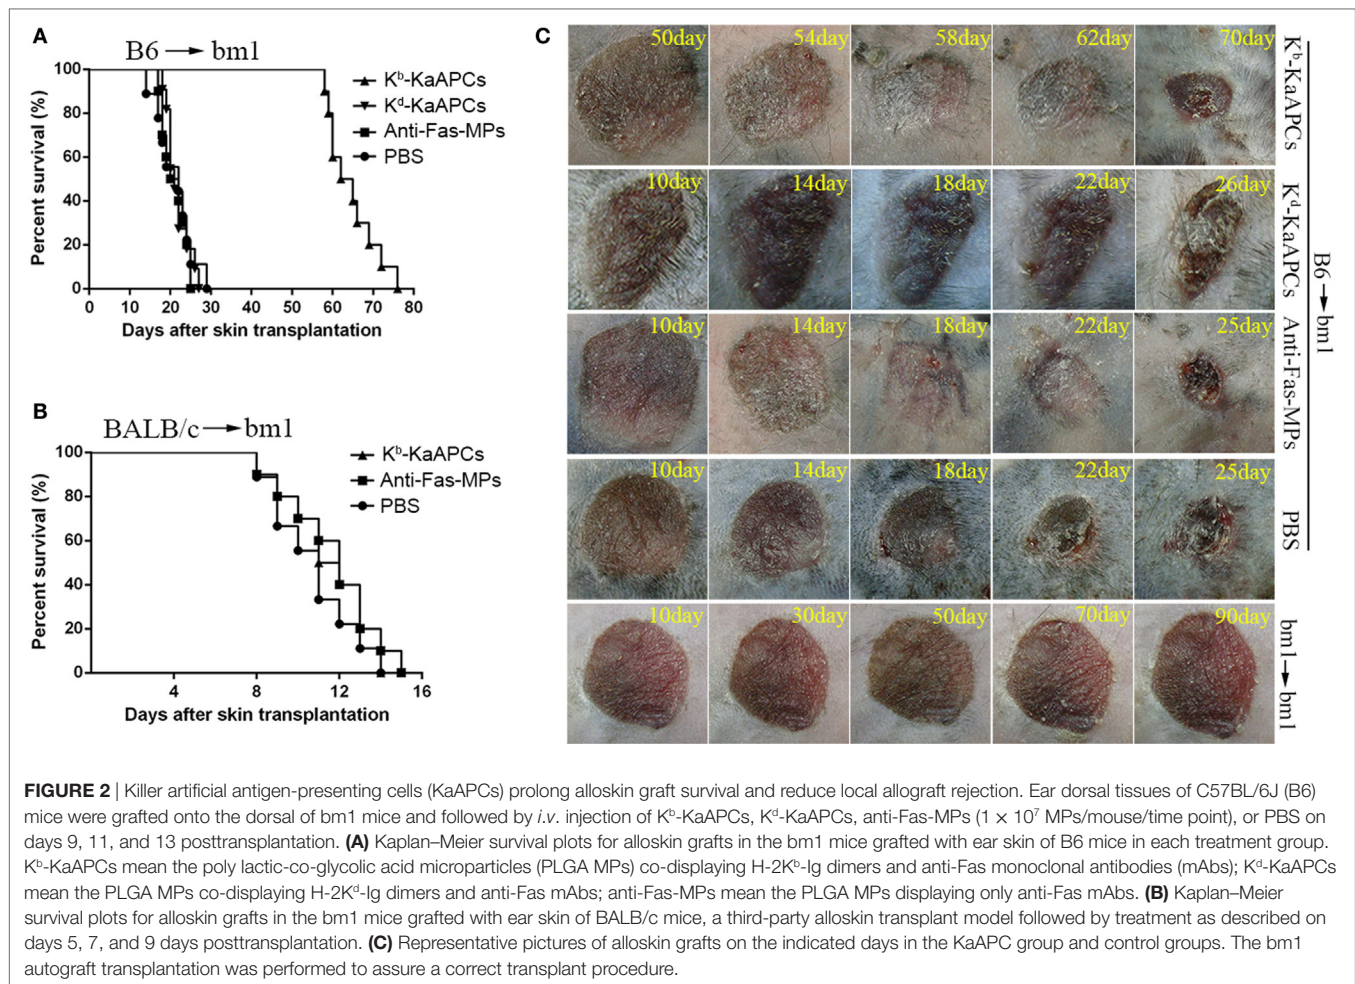 A
B6 → bm1
Percent survival (%)
100
80
60
40
20
0
0 10 20 30 40 50 60 70 80
Days after skin transplantation
Kᵇ-KaAPCs
Kᵈ-KaAPCs
Anti-Fas-MPs
PBS
B
BALB/c → bm1
Percent survival (%)
100
80
60
40
20
0
4 8 12 16
Days after skin transplantation
Kᵇ-KaAPCs
Anti-Fas-MPs
PBS
C
50day 54day 58day 62day 70day
Kᵇ-KaAPCs
10day 14day 18day 22day 26day
Kᵈ-KaAPCs
10day 14day 18day 22day 25day
Anti-Fas-MPs
10day 14day 18day 22day 25day
PBS
B6 → bm1
10day 30day 50day 70day 90day
bm1 → bm1
FIGURE 2 | Killer artificial antigen-presenting cells (KaAPCs) prolong alloskin graft survival and reduce local allograft rejection. Ear dorsal tissues of C57BL/6J (B6)
mice were grafted onto the dorsal of bm1 mice and followed by i.v. injection of Kᵇ-KaAPCs, Kᵈ-KaAPCs, anti-Fas-MPs (1 × 10⁷ MPs/mouse/time point), or PBS on
days 9, 11, and 13 posttransplantation. (A) Kaplan–Meier survival plots for alloskin grafts in the bm1 mice grafted with ear skin of B6 mice in each treatment group.
Kᵇ-KaAPCs mean the poly lactic-co-glycolic acid microparticles (PLGA MPs) co-displaying H-2Kᵇ-Ig dimers and anti-Fas monoclonal antibodies (mAbs); Kᵈ-KaAPCs
mean the PLGA MPs co-displaying H-2Kᵈ-Ig dimers and anti-Fas mAbs; anti-Fas-MPs mean the PLGA MPs displaying only anti-Fas mAbs. (B) Kaplan–Meier
survival plots for alloskin grafts in the bm1 mice grafted with ear skin of BALB/c mice, a third-party alloskin transplant model followed by treatment as described on
days 5, 7, and 9 days posttransplantation. (C) Representative pictures of alloskin grafts on the indicated days in the KaAPC group and control groups. The bm1
autograft transplantation was performed to assure a correct transplant procedure.